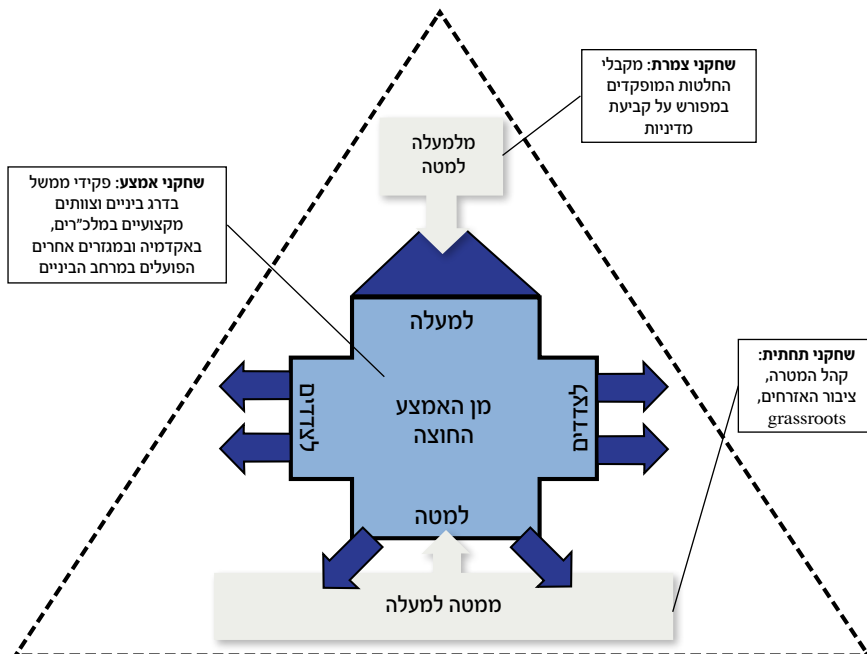 שחקני צמרת: מקבלי
החלטות המופקדים
במפורש על קביעת
מדיניות
מלמעלה
למטה
שחקני אמצע: פקידי ממשל
בדרג ביניים וצוותים
מקצועיים במלכ״רים,
באקדמיה ובמגזרים אחרים
הפועלים במרחב הביניים
למעלה
שחקני תחתית:
קהל המטרה,
ציבור האזרחים,
grassroots
לצדדים
מן האמצע
החוצה
לצדדים
למטה
ממטה למעלה